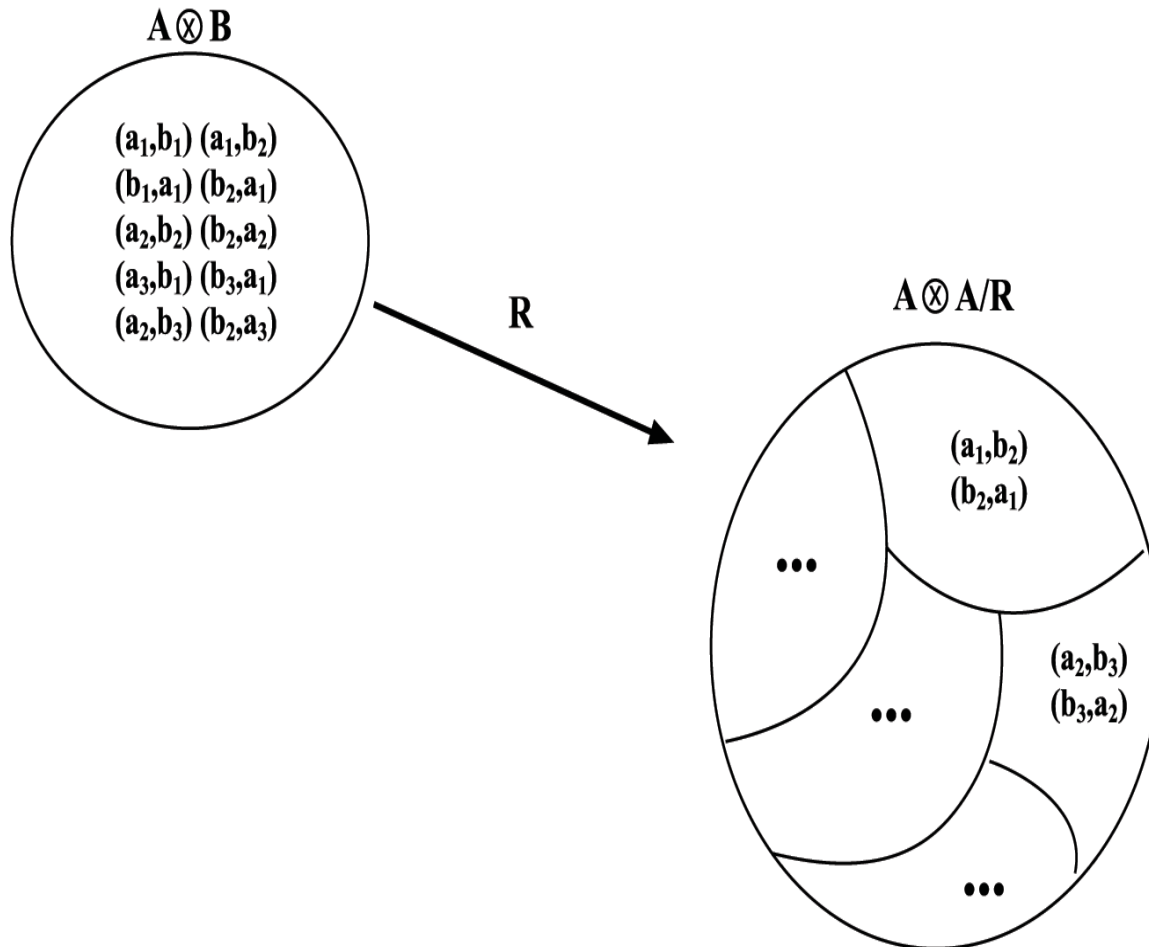 A ⊗ B
(a₁,b₁) (a₁,b₂)
(b₁,a₁) (b₂,a₁)
(a₂,b₂) (b₂,a₂)
(a₃,b₁) (b₃,a₁)
(a₂,b₃) (b₂,a₃)
R
A ⊗ A/R
(a₁,b₂)
(b₂,a₁)
•••
(a₂,b₃)
(b₃,a₂)
•••
•••